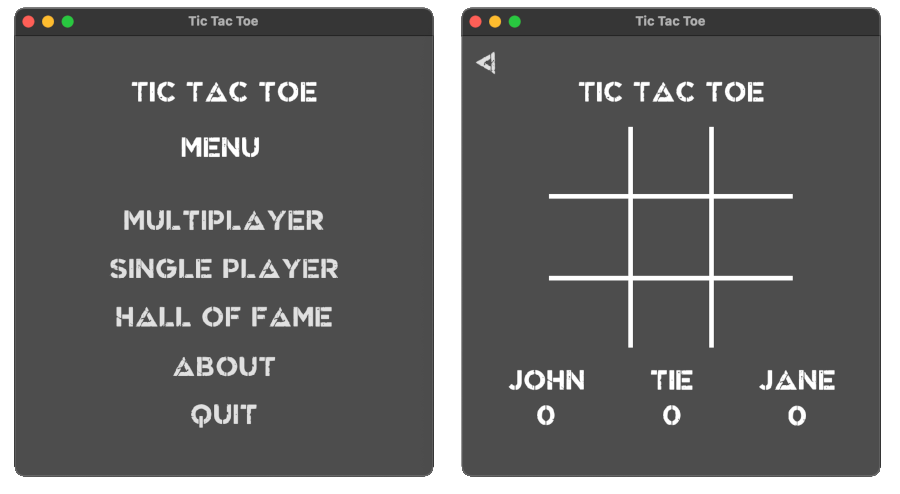 Tic Tac Toe
TIC TAC TOE
MENU
MULTIPLAYER
SINGLE PLAYER
HALL OF FAME
ABOUT
QUIT
Tic Tac Toe
TIC TAC TOE
JOHN TIE JANE
0 0 0